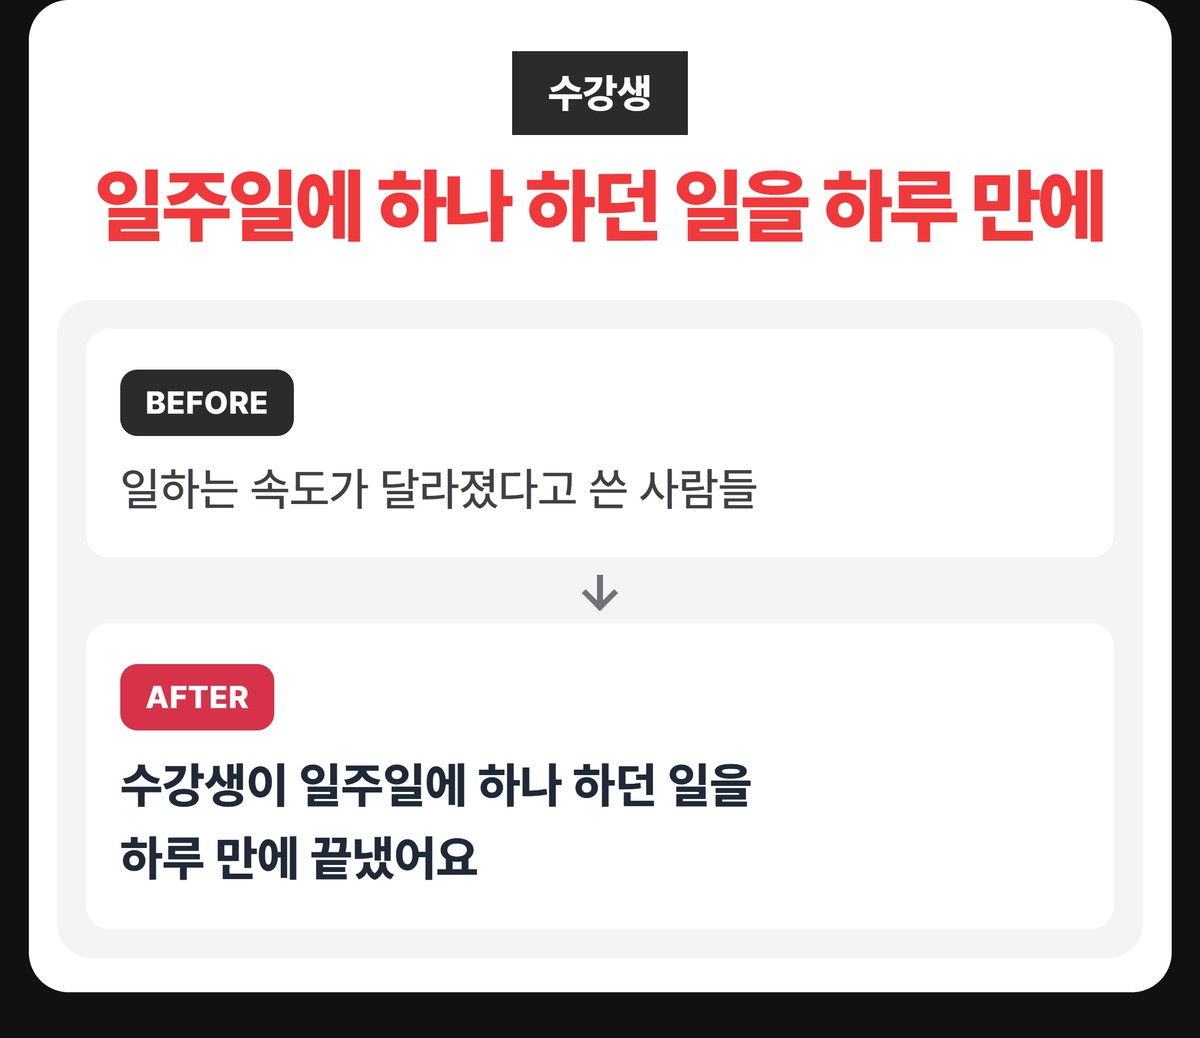 수강생
일주일에 하나 하던 일을 하루 만에
BEFORE
일하는 속도가 달라졌다고 쓴 사람들
↓
AFTER
수강생이 일주일에 하나 하던 일을
하루 만에 끝냈어요